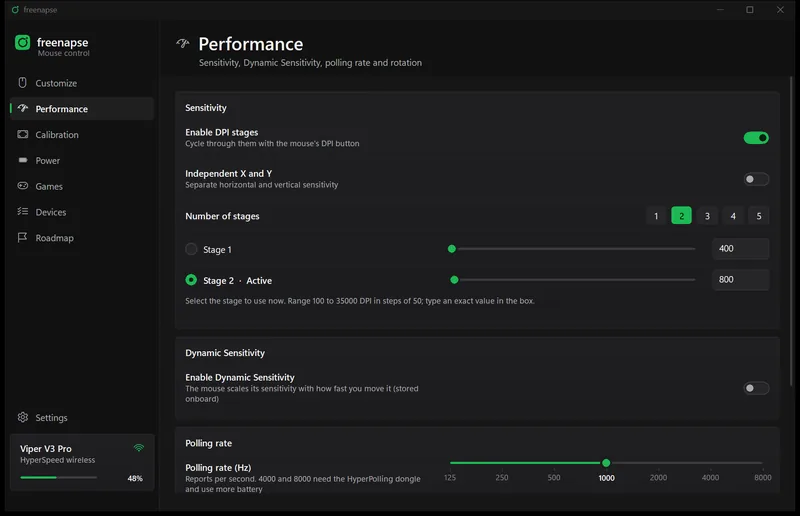 freenapse
freenapse
Mouse control
Customize
Performance
Calibration
Power
Games
Devices
Roadmap
Settings
Viper V3 Pro
HyperSpeed wireless
48%
Performance
Sensitivity, Dynamic Sensitivity, polling rate and rotation
Sensitivity
Enable DPI stages
Cycle through them with the mouse's DPI button
Independent X and Y
Separate horizontal and vertical sensitivity
Number of stages
1 2 3 4 5
Stage 1
400
Stage 2 · Active
800
Select the stage to use now. Range 100 to 35000 DPI in steps of 50; type an exact value in the box.
Dynamic Sensitivity
Enable Dynamic Sensitivity
The mouse scales its sensitivity with how fast you move it (stored
onboard)
Polling rate
Polling rate (Hz)
Reports per second. 4000 and 8000 need the HyperPolling dongle
and use more battery
125 250 500 1000 2000 4000 8000